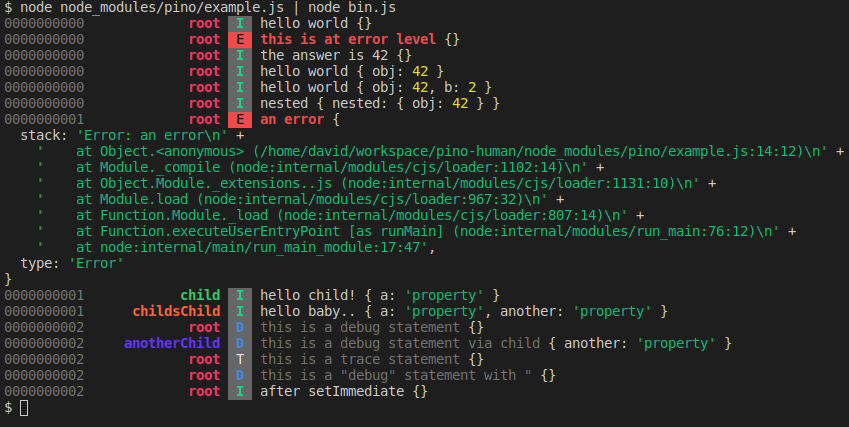 $ node node_modules/pino/example.js | node bin.js
0000000000             root  I  hello world {}
0000000000             root  E  this is at error level {}
0000000000             root  I  the answer is 42 {}
0000000000             root  I  hello world { obj: 42 }
0000000000             root  I  hello world { obj: 42, b: 2 }
0000000000             root  I  nested { nested: { obj: 42 } }
0000000001             root  E  an error {
  stack: 'Error: an error\n' +
    '    at Object.<anonymous> (/home/david/workspace/pino-human/node_modules/pino/example.js:14:12)\n' +
    '    at Module._compile (node:internal/modules/cjs/loader:1102:14)\n' +
    '    at Object.Module._extensions..js (node:internal/modules/cjs/loader:1131:10)\n' +
    '    at Module.load (node:internal/modules/cjs/loader:967:32)\n' +
    '    at Function.Module._load (node:internal/modules/cjs/loader:807:14)\n' +
    '    at Function.executeUserEntryPoint [as runMain] (node:internal/modules/run_main:76:12)\n' +
    '    at node:internal/main/run_main_module:17:47',
  type: 'Error'
}
0000000001            child  I  hello child! { a: 'property' }
0000000001      childsChild  I  hello baby.. { a: 'property', another: 'property' }
0000000002             root  D  this is a debug statement {}
0000000002     anotherChild  D  this is a debug statement via child { another: 'property' }
0000000002             root  T  this is a trace statement {}
0000000002             root  D  this is a "debug" statement with " {}
0000000002             root  I  after setImmediate {}
$